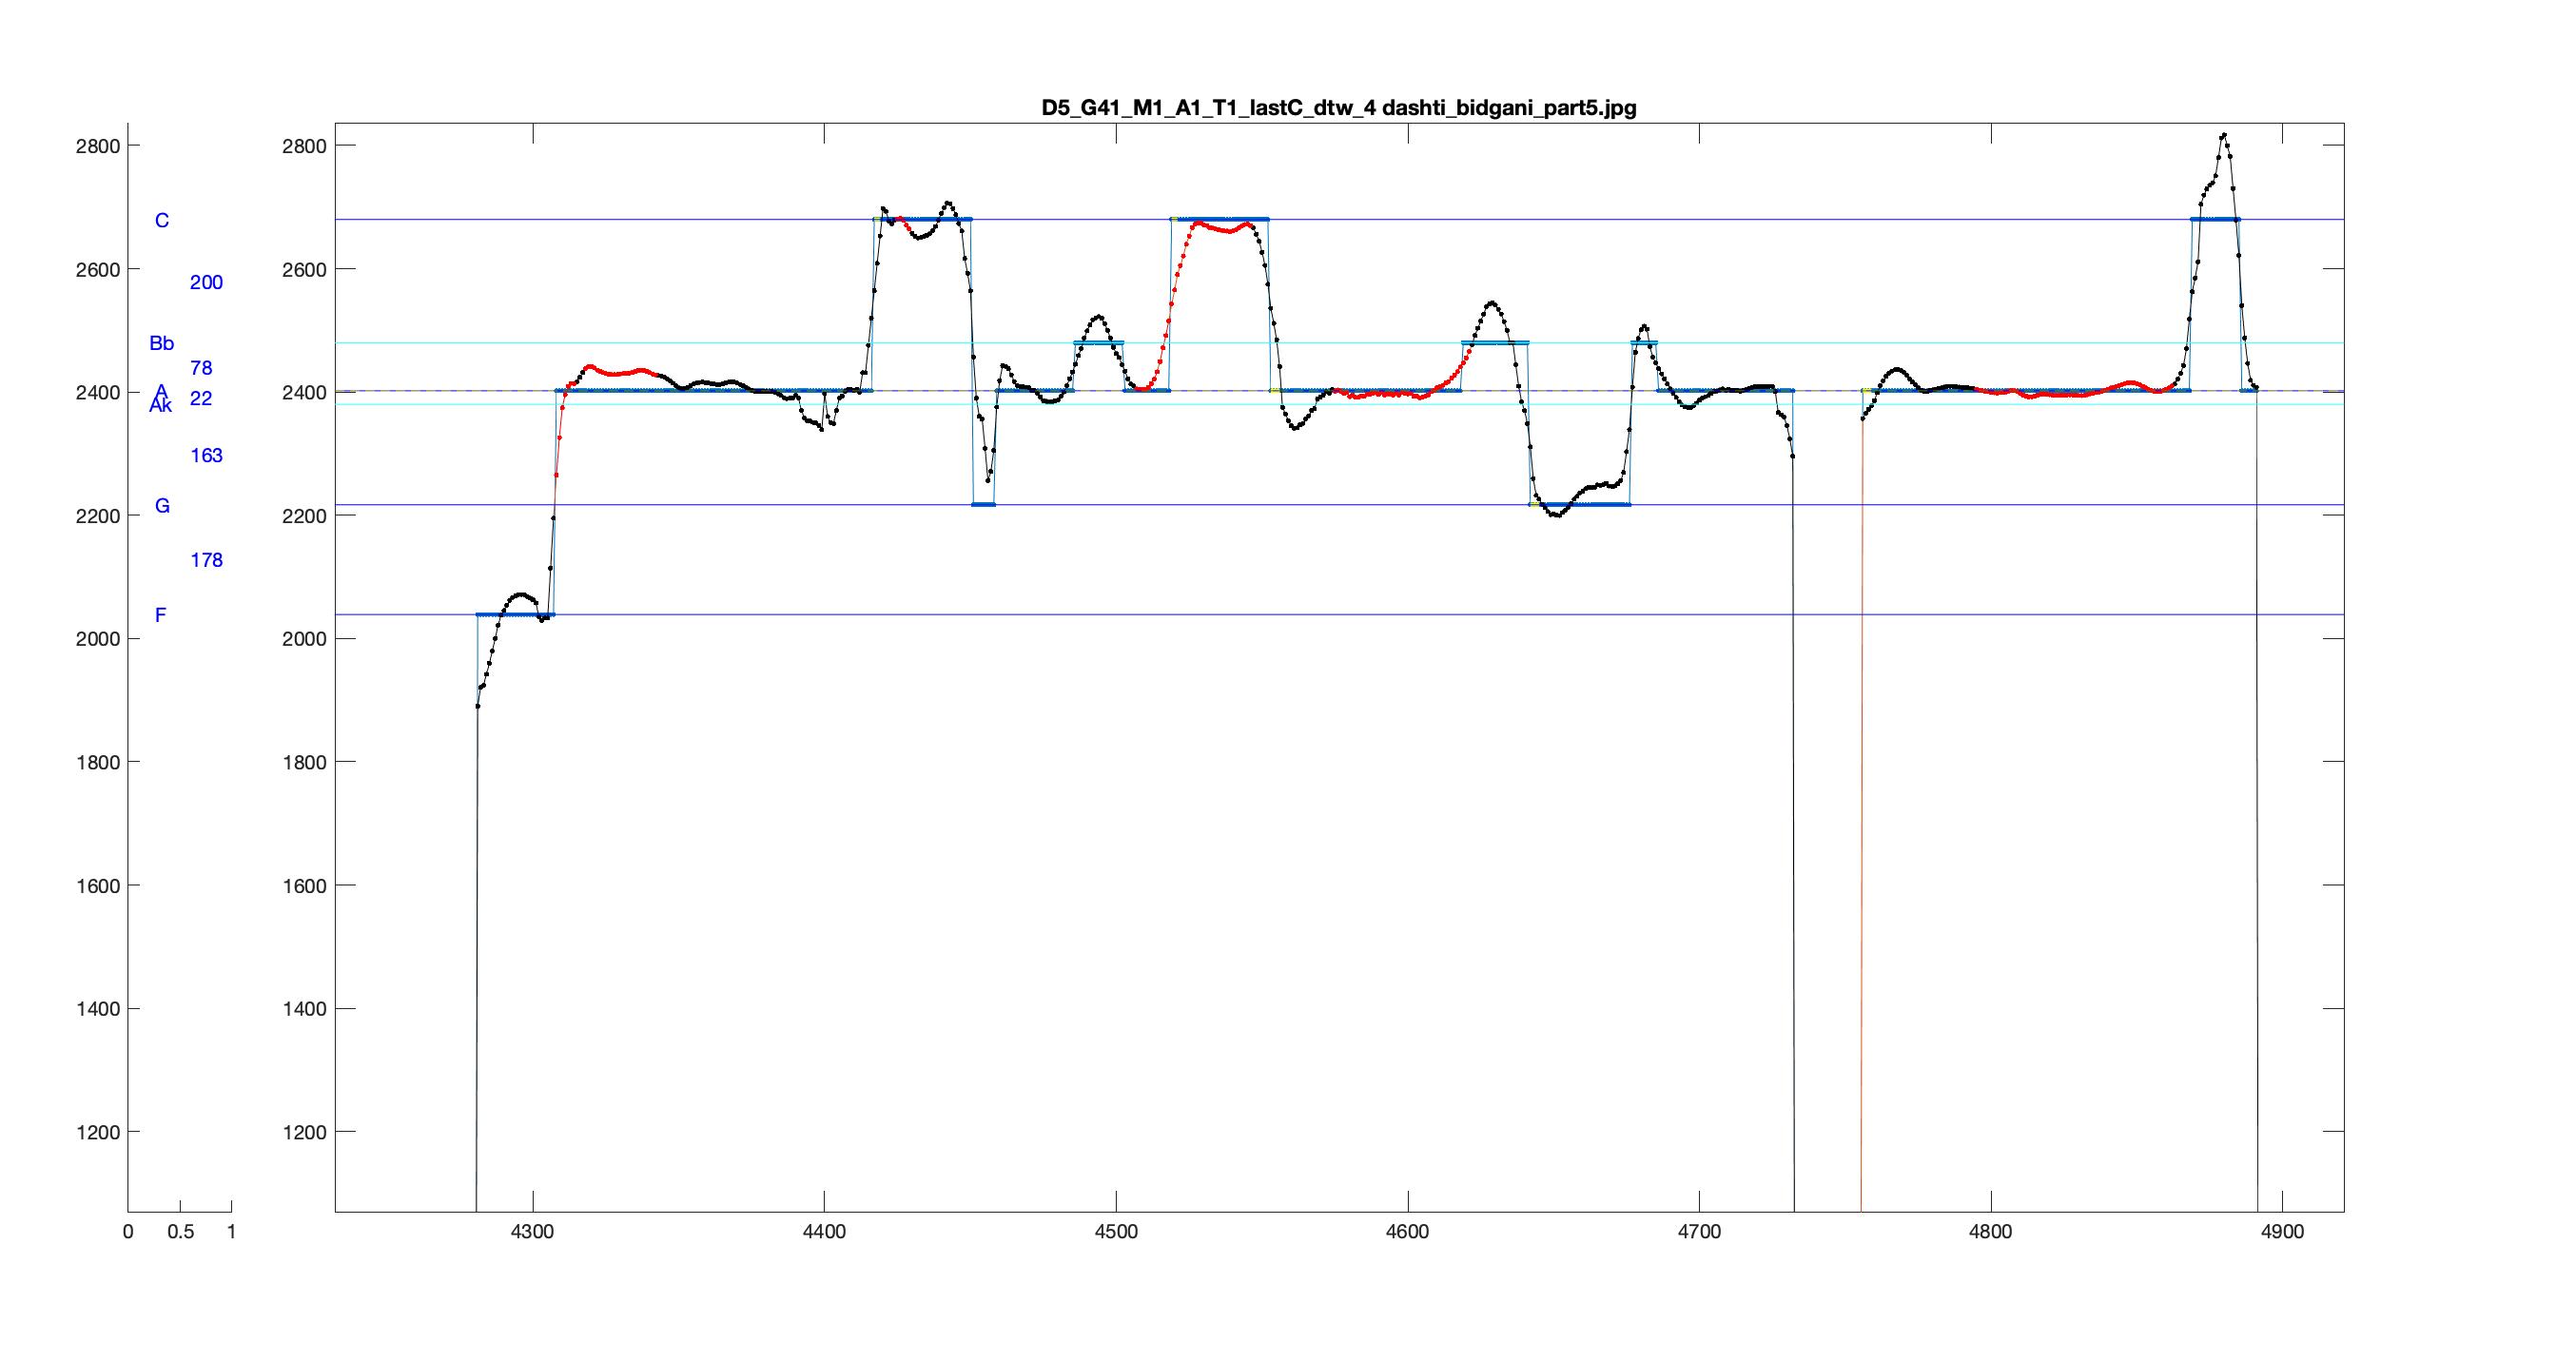 D5_G41_M1_A1_T1_lastC_dtw_4 dashti_bidgani_part5.jpg
2800 2800
C
2600 200 2600
Bb
78
2400 A 22 2400
Ak
163
G
2200 2200
178
F
2000 2000
1800 1800
1600 1600
1400 1400
1200 1200
0 0.5 1 4300 4400 4500 4600 4700 4800 4900